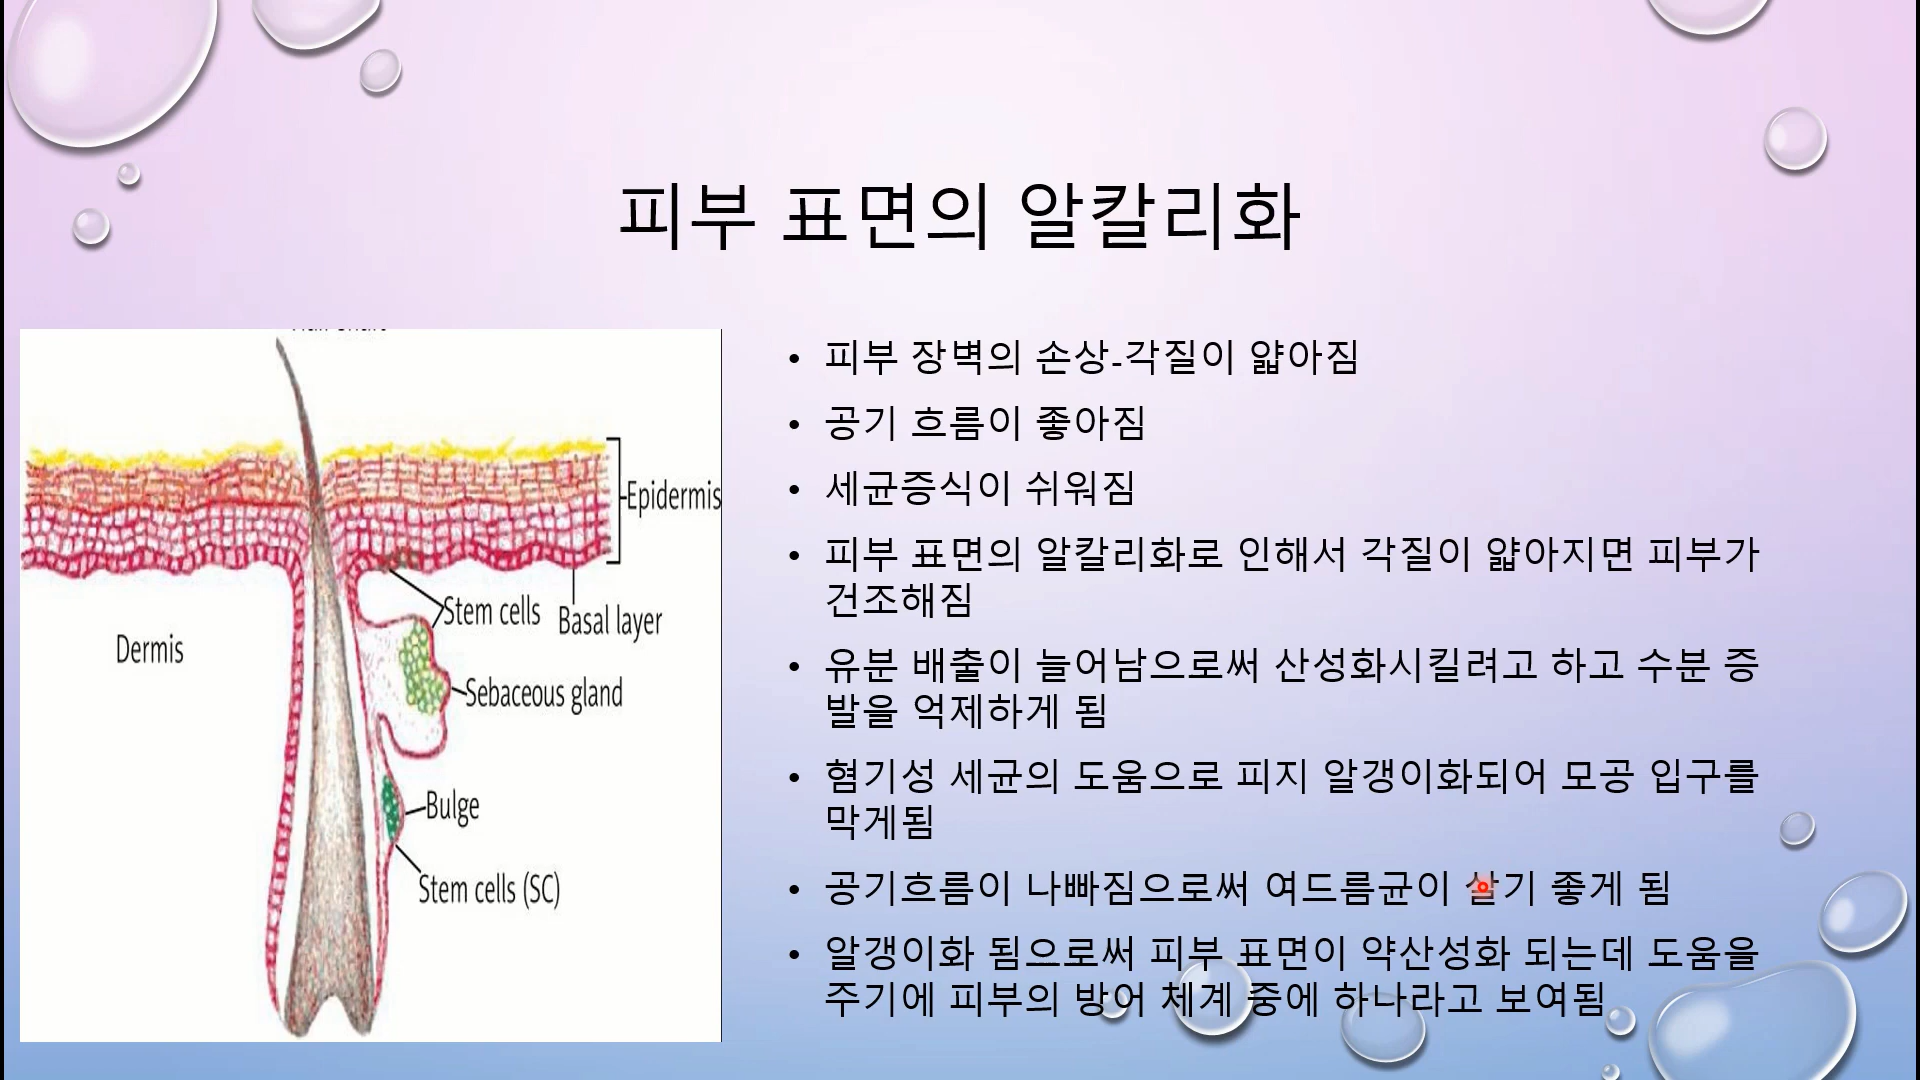 피부 표면의 알칼리화
• 피부 장벽의 손상-각질이 얇아짐
• 공기 흐름이 좋아짐
• 세균증식이 쉬워짐
• 피부 표면의 알칼리화로 인해서 각질이 얇아지면 피부가
건조해짐
• 유분 배출이 늘어남으로써 산성화시킬려고 하고 수분 증
발을 억제하게 됨
• 혐기성 세균의 도움으로 피지 알갱이화되어 모공 입구를
막게됨
• 공기흐름이 나빠짐으로써 여드름균이 살기 좋게 됨
• 알갱이화 됨으로써 피부 표면이 약산성화 되는데 도움을
주기에 피부의 방어 체계 중에 하나라고 보여됨
Epidermis
Stem cells
Basal layer
Dermis
Sebaceous gland
Bulge
Stem cells (SC)